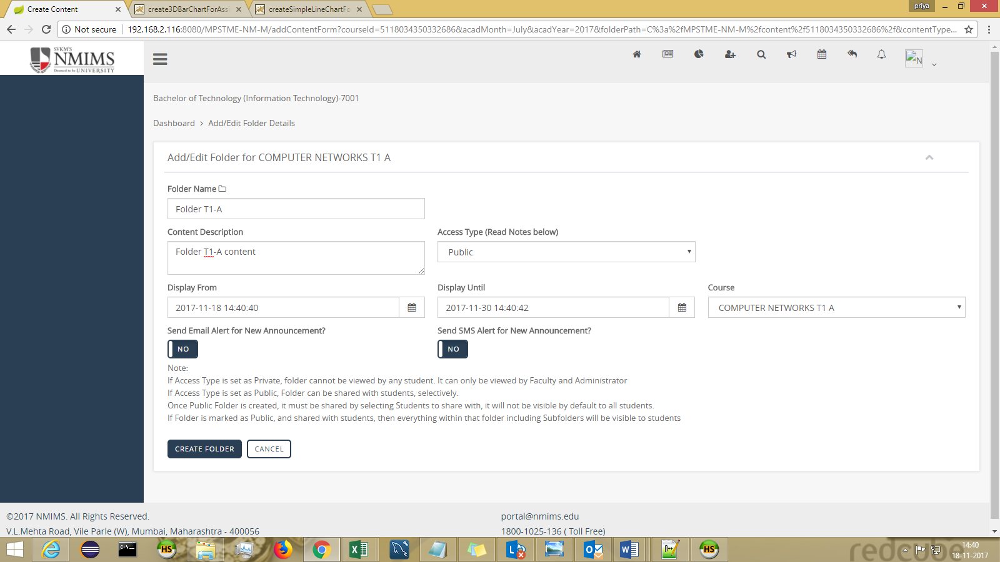 Create Content
create3DBarChartForAssi
createSimpleLineChartFo
priya
Not secure
192.168.2.116:8080/MPSTME-NM-M/addContentForm?courseId=5118034350332686&acadMonth=July&acadYear=2017&folderPath=C%3a%2fMPSTME-NM-M%2fcontent%2f5118034350332686%2f&contentType...
SVKM'S
NMIMS
Deemed to be UNIVERSITY
N
Bachelor of Technology (Information Technology)-7001
Dashboard > Add/Edit Folder Details
Add/Edit Folder for COMPUTER NETWORKS T1 A
Folder Name
Folder T1-A
Content Description
Access Type (Read Notes below)
Folder T1-A content
Public
Display From
Display Until
Course
2017-11-18 14:40:40
2017-11-30 14:40:42
COMPUTER NETWORKS T1 A
Send Email Alert for New Announcement?
Send SMS Alert for New Announcement?
NO
NO
Note:
If Access Type is set as Private, folder cannot be viewed by any student. It can only be viewed by Faculty and Administrator
If Access Type is set as Public, Folder can be shared with students, selectively.
Once Public Folder is created, it must be shared by selecting Students to share with, it will not be visible by default to all students.
If Folder is marked as Public, and shared with students, then everything within that folder including Subfolders will be visible to students
CREATE FOLDER
CANCEL
©2017 NMIMS. All Rights Reserved.
portal@nmims.edu
V.L.Mehta Road, Vile Parle (W), Mumbai, Maharashtra - 400056
1800-1025-136 ( Toll Free)
C:\
HS
HS
redcube
14:40
18-11-2017